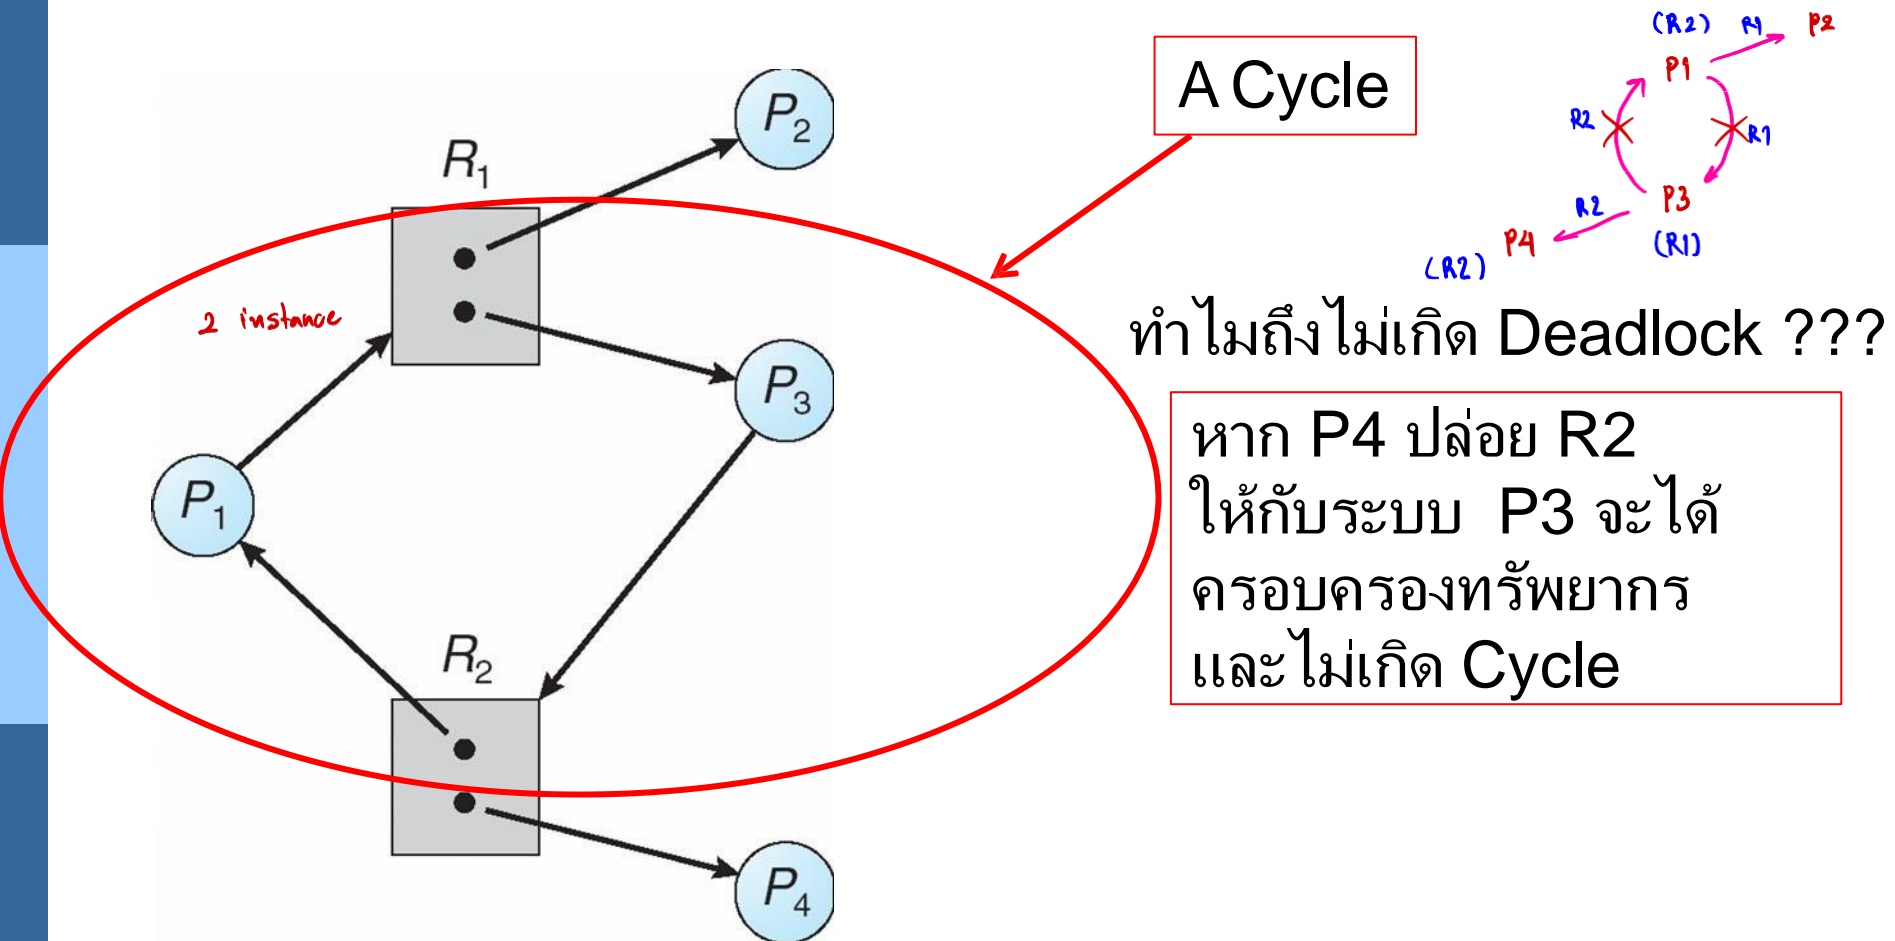 (R2) R1 P2
P1
R2 R1
R2 P3
P4 (R1)
(R2)
A Cycle
P2
R1
2 instance
P3
P1
R2
P4
ทำไมถึงไม่เกิด Deadlock ???
หาก P4 ปล่อย R2
ให้กับระบบ P3 จะได้
ครอบครองทรัพยากร
และไม่เกิด Cycle